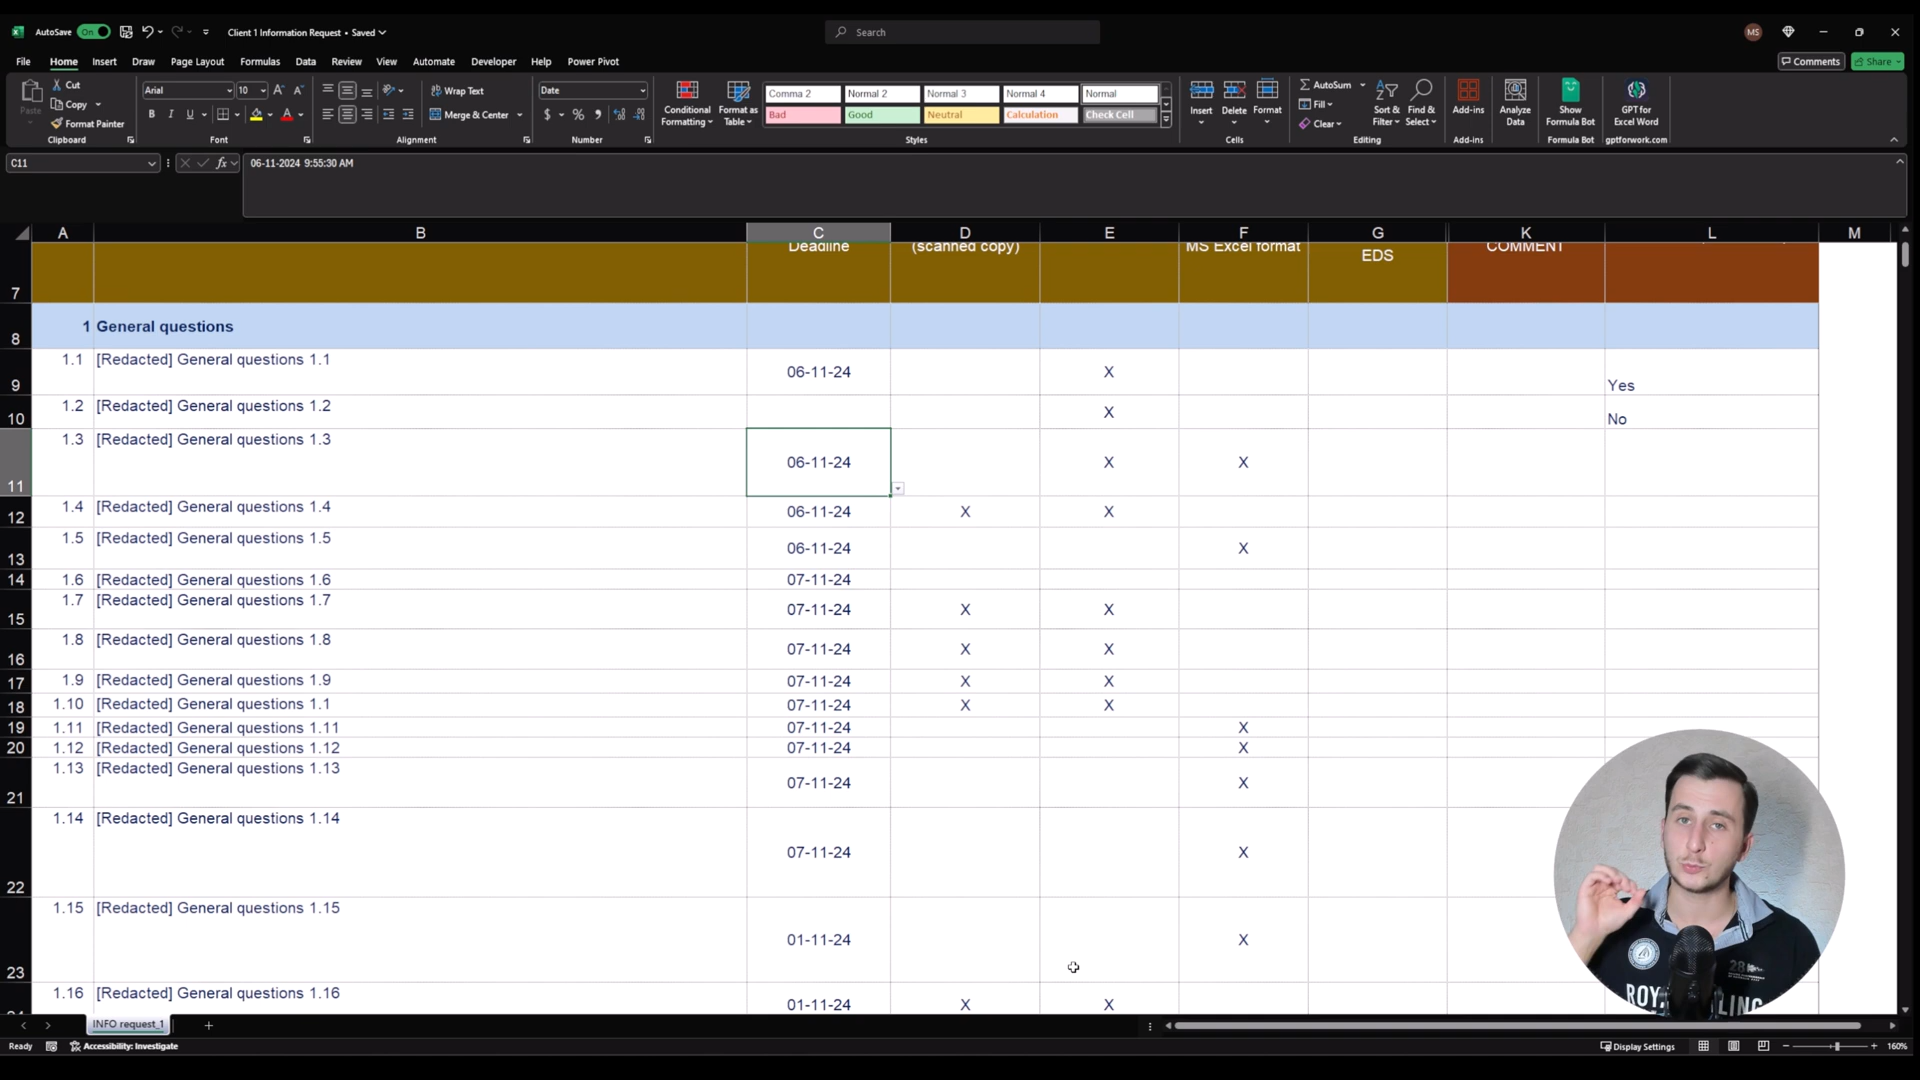 AutoSave On Client 1 Information Request • Saved Search MS
File Home Insert Draw Page Layout Formulas Data Review View Automate Developer Help Power Pivot Comments Share
Paste Cut Copy Format Painter Clipboard
Arial 10 A A B I U A Font
Wrap Text Merge & Center Alignment
Date $ % Number
Conditional Formatting Format as Table
Comma 2 Normal 2 Normal 3 Normal 4 Normal
Bad Good Neutral Calculation Check Cell
Styles
Insert Delete Format Cells
AutoSum Fill Clear Sort & Filter Find & Select Editing
Add-ins Add-ins
Analyze Data
Show Formula Bot Formula Bot
GPT for Excel Word gptforwork.com
C11 fx 06-11-2024 9:55:30 AM
A B C D E F G K L M
7 Deadline (scanned copy) MS Excel format EDS COMMENT
8 1 General questions
9 1.1 [Redacted] General questions 1.1 06-11-24 X Yes
10 1.2 [Redacted] General questions 1.2 X No
11 1.3 [Redacted] General questions 1.3 06-11-24 X X
12 1.4 [Redacted] General questions 1.4 06-11-24 X X
13 1.5 [Redacted] General questions 1.5 06-11-24 X
14 1.6 [Redacted] General questions 1.6 07-11-24
15 1.7 [Redacted] General questions 1.7 07-11-24 X X
16 1.8 [Redacted] General questions 1.8 07-11-24 X X
17 1.9 [Redacted] General questions 1.9 07-11-24 X X
18 1.10 [Redacted] General questions 1.1 07-11-24 X X
19 1.11 [Redacted] General questions 1.11 07-11-24 X
20 1.12 [Redacted] General questions 1.12 07-11-24 X
21 1.13 [Redacted] General questions 1.13 07-11-24 X
22 1.14 [Redacted] General questions 1.14 07-11-24 X
23 1.15 [Redacted] General questions 1.15 01-11-24 X
1.16 [Redacted] General questions 1.16 01-11-24 X X
28
INFO request_1
Ready Accessibility: Investigate Display Settings 160%